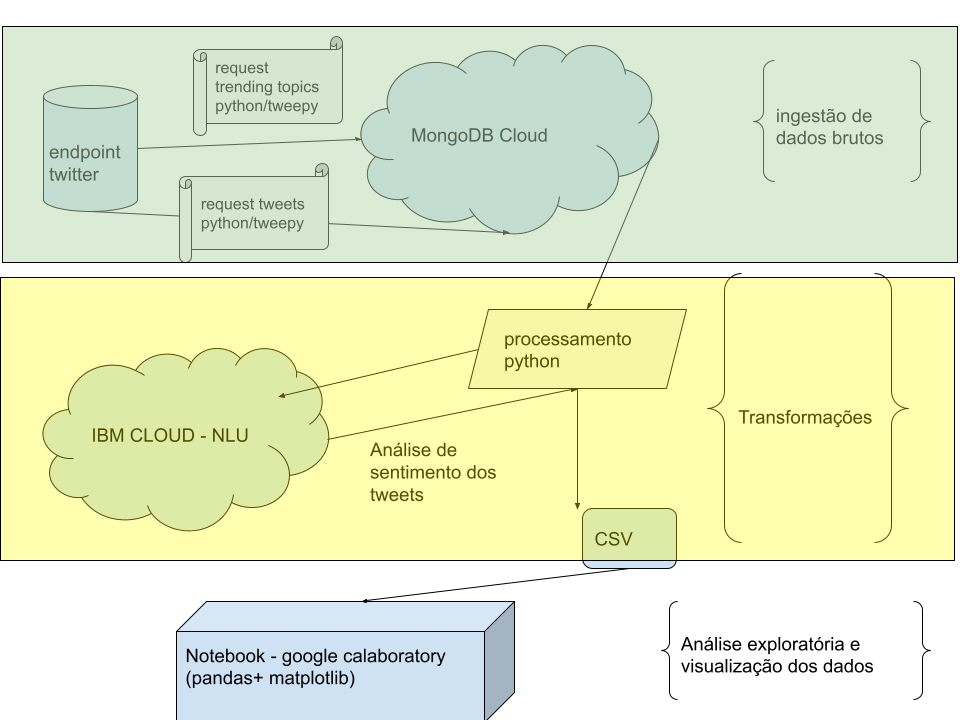 request
trending topics
python/tweepy
MongoDB Cloud
ingestão de
dados brutos
endpoint
twitter
request tweets
python/tweepy
processamento
python
IBM CLOUD - NLU
Transformações
Análise de
sentimento dos
tweets
CSV
Notebook - google calaboratory
(pandas+ matplotlib)
Análise exploratória e
visualização dos dados